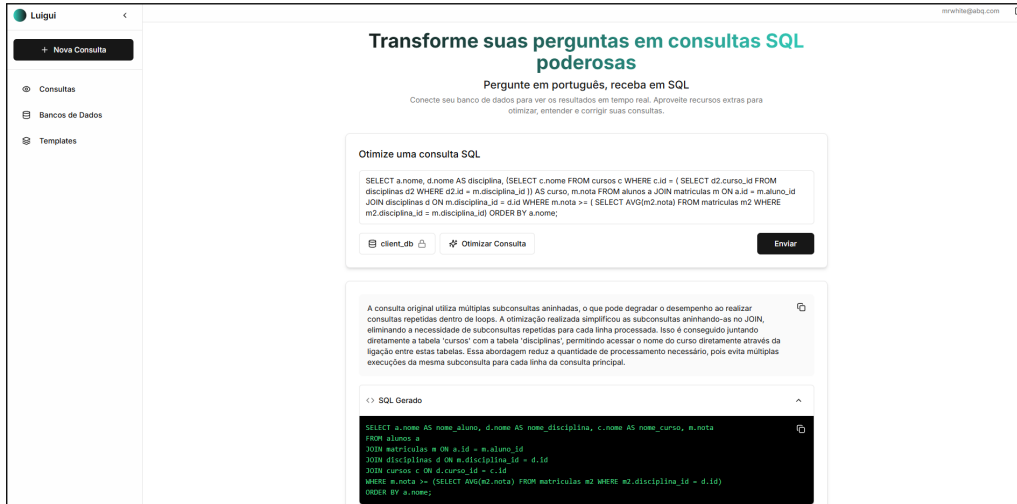 Luigui
mrwhite@abq.com
+ Nova Consulta
Consultas
Bancos de Dados
Templates
Transforme suas perguntas em consultas SQL
poderosas
Pergunte em português, receba em SQL
Conecte seu banco de dados para ver os resultados em tempo real. Aproveite recursos extras para
otimizar, entender e corrigir suas consultas.
Otimize uma consulta SQL
SELECT a.nome, d.nome AS disciplina, (SELECT c.nome FROM cursos c WHERE c.id = ( SELECT d2.curso_id FROM
disciplinas d2 WHERE d2.id = m.disciplina_id )) AS curso, m.nota FROM alunos a JOIN matriculas m ON a.id = m.aluno_id
JOIN disciplinas d ON m.disciplina_id = d.id WHERE m.nota >= ( SELECT AVG(m2.nota) FROM matriculas m2 WHERE
m2.disciplina_id = m.disciplina_id) ORDER BY a.nome;
client_db
Otimizar Consulta
Enviar
A consulta original utiliza múltiplas subconsultas aninhadas, o que pode degradar o desempenho ao realizar
consultas repetidas dentro de loops. A otimização realizada simplificou as subconsultas aninhando-as no JOIN,
eliminando a necessidade de subconsultas repetidas para cada linha processada. Isso é conseguido juntando
diretamente a tabela 'cursos' com a tabela 'disciplinas', permitindo acessar o nome do curso diretamente através da
ligação entre estas tabelas. Essa abordagem reduz a quantidade de processamento necessário, pois evita múltiplas
execuções da mesma subconsulta para cada linha da consulta principal.
<> SQL Gerado
SELECT a.nome AS nome_aluno, d.nome AS nome_disciplina, c.nome AS nome_curso, m.nota
FROM alunos a
JOIN matriculas m ON a.id = m.aluno_id
JOIN disciplinas d ON m.disciplina_id = d.id
JOIN cursos c ON d.curso_id = c.id
WHERE m.nota >= (SELECT AVG(m2.nota) FROM matriculas m2 WHERE m2.disciplina_id = d.id)
ORDER BY a.nome;